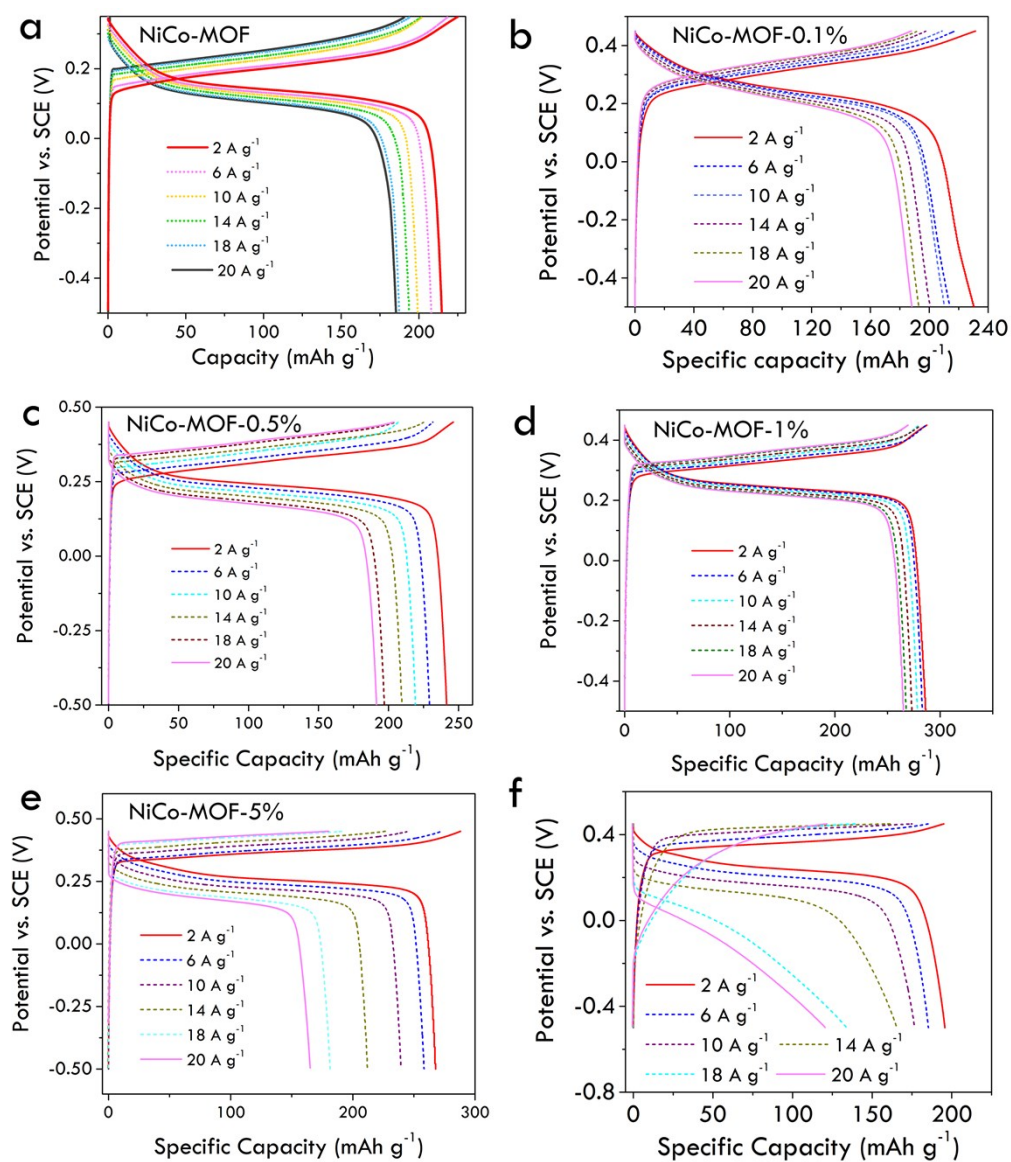 a
NiCo-MOF
0.2
0.0
-0.2
-0.4
Potential vs. SCE (V)
2 A g-1
6 A g-1
10 A g-1
14 A g-1
18 A g-1
20 A g-1
0 50 100 150 200
Capacity (mAh g-1)
b
NiCo-MOF-0.1%
0.4
0.2
0.0
-0.2
-0.4
Potential vs. SCE (V)
2 A g-1
6 A g-1
10 A g-1
14 A g-1
18 A g-1
20 A g-1
0 40 80 120 160 200 240
Specific capacity (mAh g-1)
c
NiCo-MOF-0.5%
0.50
0.25
0.00
-0.25
-0.50
Potential vs. SCE (V)
2 A g-1
6 A g-1
10 A g-1
14 A g-1
18 A g-1
20 A g-1
0 50 100 150 200 250
Specific Capacity (mAh g-1)
d
NiCo-MOF-1%
0.4
0.2
0.0
-0.2
-0.4
Potential vs. SCE (V)
2 A g-1
6 A g-1
10 A g-1
14 A g-1
18 A g-1
20 A g-1
0 100 200 300
Specific Capacity (mAh g-1)
e
NiCo-MOF-5%
0.50
0.25
0.00
-0.25
-0.50
Potential vs. SCE (V)
2 A g-1
6 A g-1
10 A g-1
14 A g-1
18 A g-1
20 A g-1
0 100 200 300
Specific Capacity (mAh g-1)
f
0.4
0.0
-0.4
-0.8
Potential vs. SCE (V)
2 A g-1
6 A g-1
10 A g-1 14 A g-1
18 A g-1 20 A g-1
0 50 100 150 200
Specific Capacity (mAh g-1)